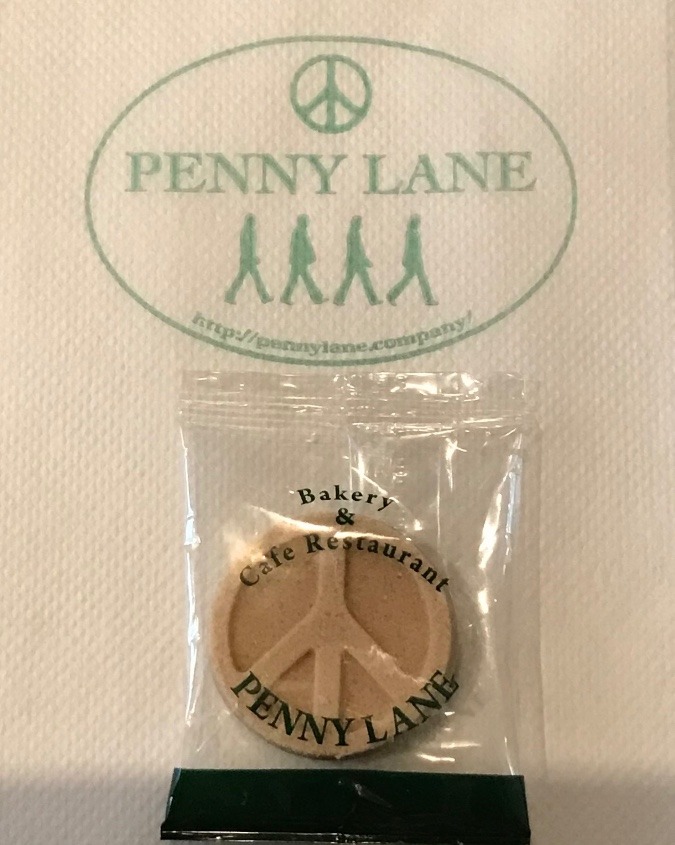 PENNY LANE
http://pennylane.company/
Bakery
&
Cafe Restaurant
PENNY LANE